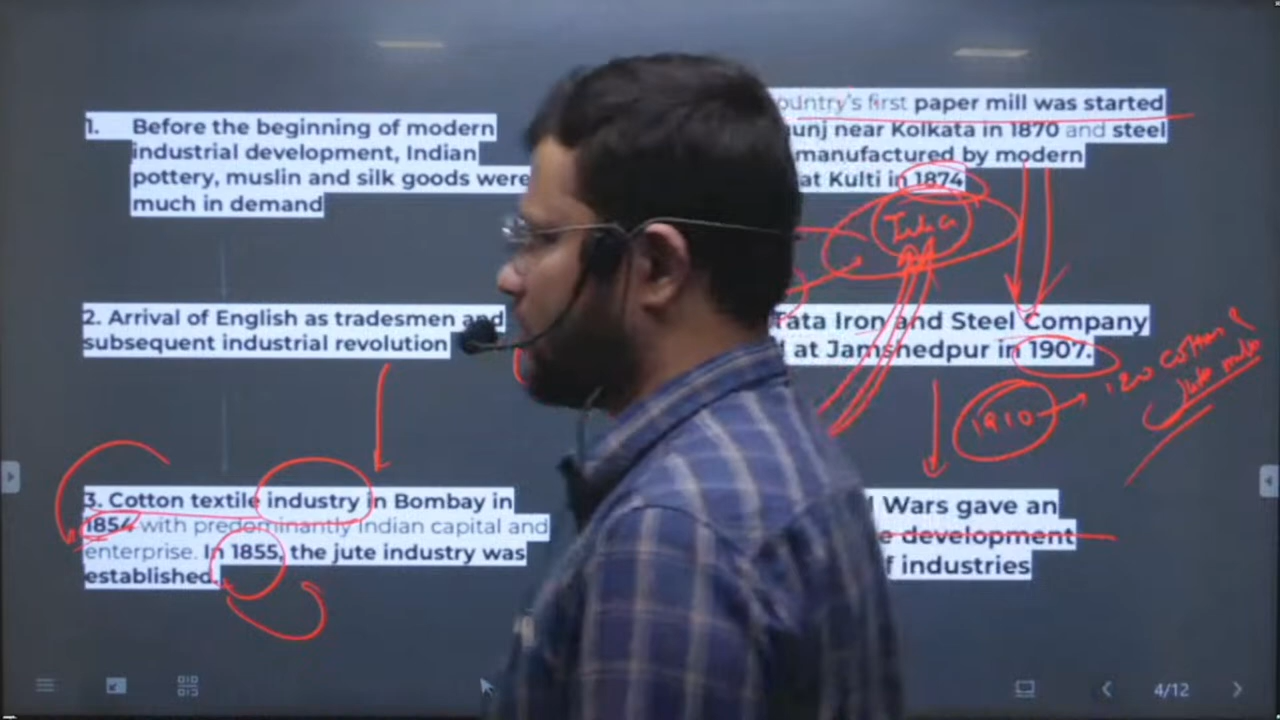 1. Before the beginning of modern
industrial development, Indian
pottery, muslin and silk goods were
much in demand
2. Arrival of English as tradesmen and
subsequent industrial revolution
3. Cotton textile industry in Bombay in
1854 with predominantly Indian capital and
enterprise. In 1855, the jute industry was
established.
ountry's first paper mill was started
unj near Kolkata in 1870 and steel
manufactured by modern
at Kulti in 1874
Tata Iron and Steel Company
at Jamshedpur in 1907.
1910 → 120 cotton &
Jute mills
Wars gave an
e development
f industries
4/12